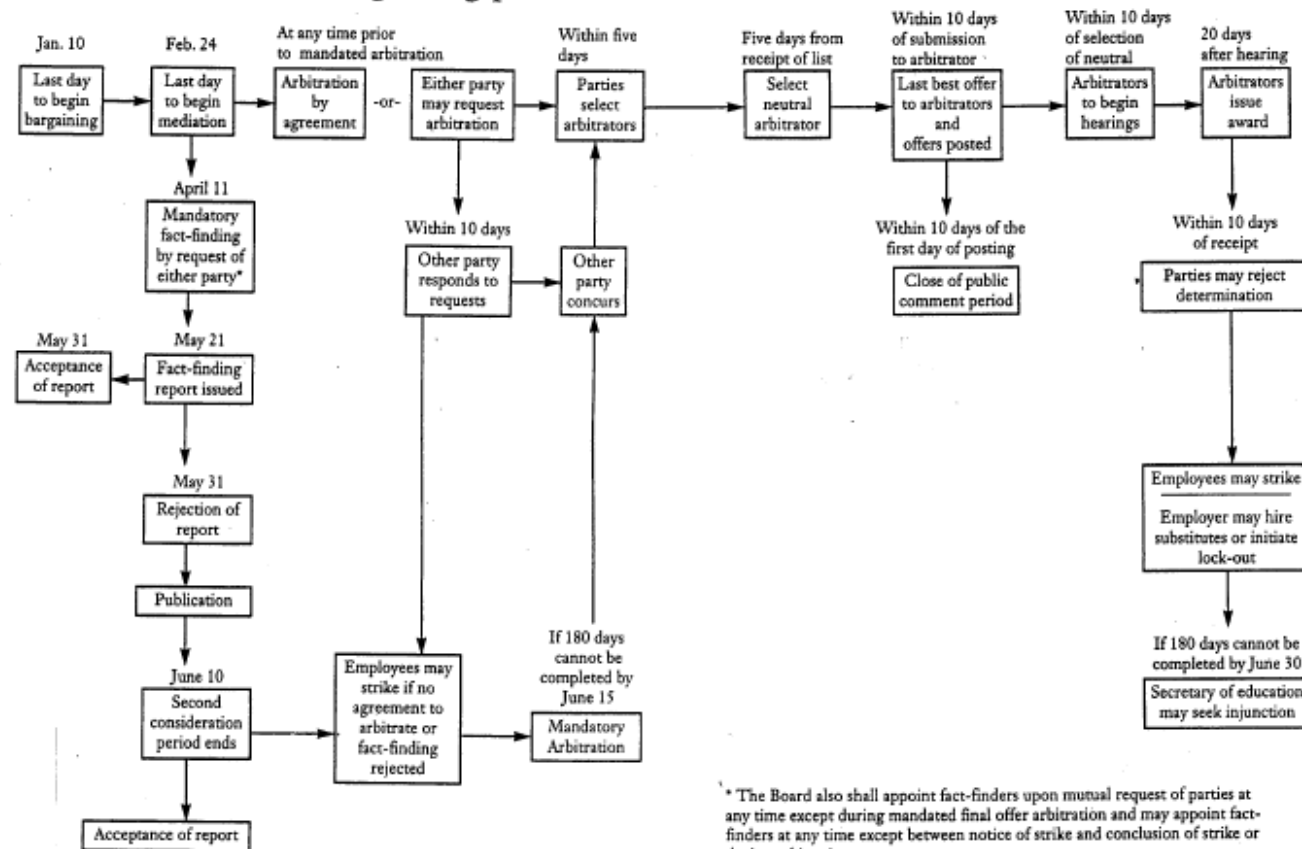 Jan. 10
Last day
to begin
bargaining
Feb. 24
Last day
to begin
mediation
At any time prior
to mandated arbitration
Arbitration
by
agreement
-or-
Either party
may request
arbitration
Within five
days
Parties
select
arbitrators
Five days from
receipt of list
Select
neutral
arbitrator
Within 10 days
of submission
to arbitrator
Last best offer
to arbitrators
and
offers posted
Within 10 days
of selection
of neutral
Arbitrators
to begin
hearings
20 days
after hearing
Arbitrators
issue
award
April 11
Mandatory
fact-finding
by request of
either party*
Within 10 days
Other party
responds to
requests
Other
party
concurs
Within 10 days of the
first day of posting
Close of public
comment period
Within 10 days
of receipt
Parties may reject
determination
May 31
Acceptance
of report
May 21
Fact-finding
report issued
May 31
Rejection of
report
Publication
June 10
Second
consideration
period ends
Acceptance of report
Employees may
strike if no
agreement to
arbitrate or
fact-finding
rejected
If 180 days
cannot be
completed by
June 15
Mandatory
Arbitration
Employees may strike
Employer may hire
substitutes or initiate
lock-out
If 180 days cannot be
completed by June 30
Secretary of education
may seek injunction
* The Board also shall appoint fact-finders upon mutual request of parties at
any time except during mandated final offer arbitration and may appoint fact-
finders at any time except between notice of strike and conclusion of strike or